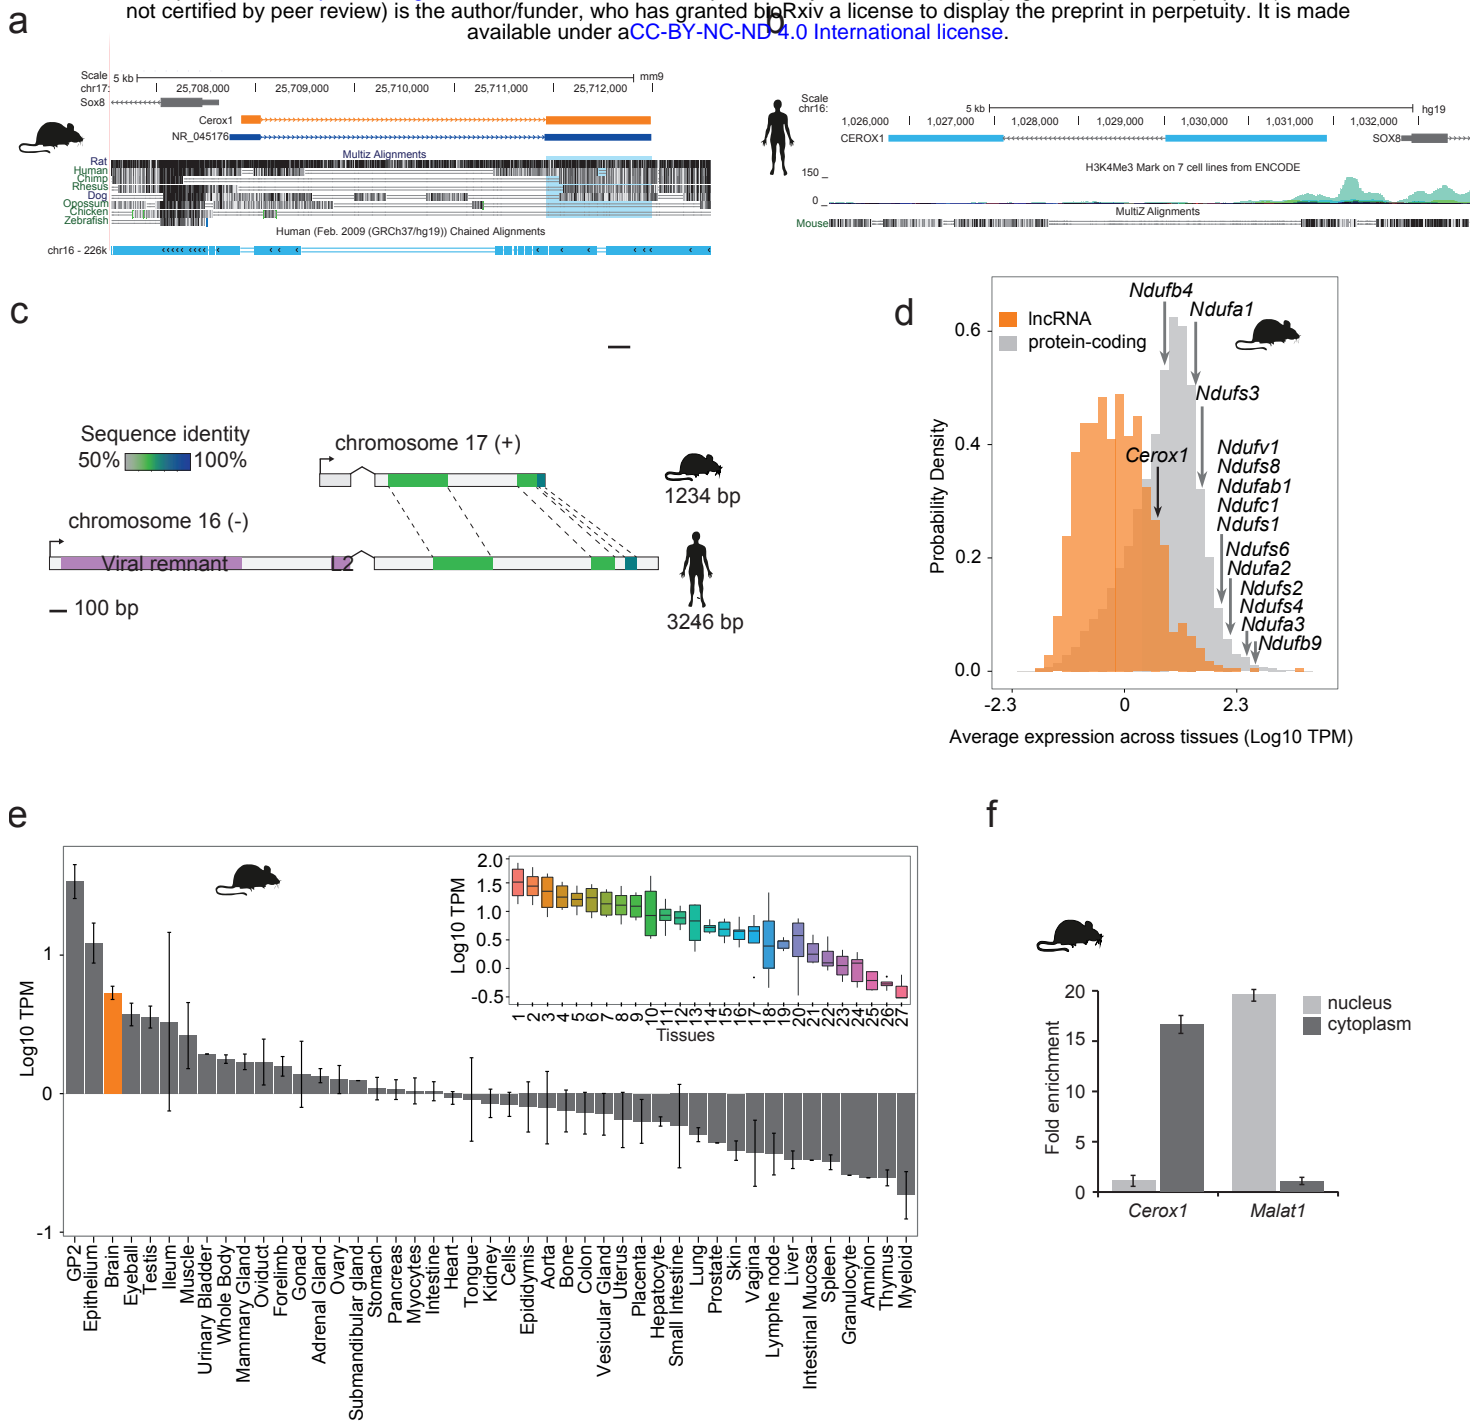 not certified by peer review) is the author/funder, who has granted bioRxiv a license to display the preprint in perpetuity. It is made
available under aCC-BY-NC-ND 4.0 International license.
a
Scale
5 kb
mm9
chr17:
25,708,000
25,709,000
25,710,000
25,711,000
25,712,000
Sox8
Cerox1
NR_045176
Multiz Alignments
Rat
Human
Chimp
Rhesus
Dog
Opossum
Chicken
Zebrafish
Human (Feb. 2009 (GRCh37/hg19)) Chained Alignments
chr16 - 226k
b
Scale
chr16:
5 kb
hg19
1,026,000
1,027,000
1,028,000
1,029,000
1,030,000
1,031,000
1,032,000
CEROX1
SOX8
H3K4Me3 Mark on 7 cell lines from ENCODE
150
0
MultiZ Alignments
Mouse
c
Sequence identity
50%
100%
chromosome 17 (+)
1234 bp
chromosome 16 (-)
Viral remnant
L2
100 bp
3246 bp
d
lncRNA
protein-coding
Ndufb4
Ndufa1
Ndufs3
Cerox1
Ndufv1
Ndufs8
Ndufab1
Ndufc1
Ndufs1
Ndufs6
Ndufa2
Ndufs2
Ndufs4
Ndufa3
Ndufb9
Probability Density
0.6
0.4
0.2
0.0
-2.3
0
2.3
Average expression across tissues (Log10 TPM)
e
Log10 TPM
1
0
-1
GP2
Epithelium
Brain
Eyeball
Testis
Ileum
Muscle
Urinary Bladder
Whole Body
Mammary Gland
Oviduct
Forelimb
Gonad
Adrenal Gland
Ovary
Submandibular gland
Stomach
Pancreas
Myocytes
Intestine
Heart
Tongue
Kidney
Cells
Epididymis
Aorta
Bone
Colon
Vesicular Gland
Uterus
Placenta
Hepatocyte
Small Intestine
Lung
Prostate
Skin
Vagina
Lymphe node
Liver
Intestinal Mucosa
Spleen
Granulocyte
Amnion
Thymus
Myeloid
Log10 TPM
2.0
1.5
1.0
0.5
0.0
-0.5
1
2
3
4
5
6
7
8
9
10
11
12
13
14
15
16
17
18
19
20
21
22
23
24
25
26
27
Tissues
f
Fold enrichment
20
15
10
5
0
nucleus
cytoplasm
Cerox1
Malat1